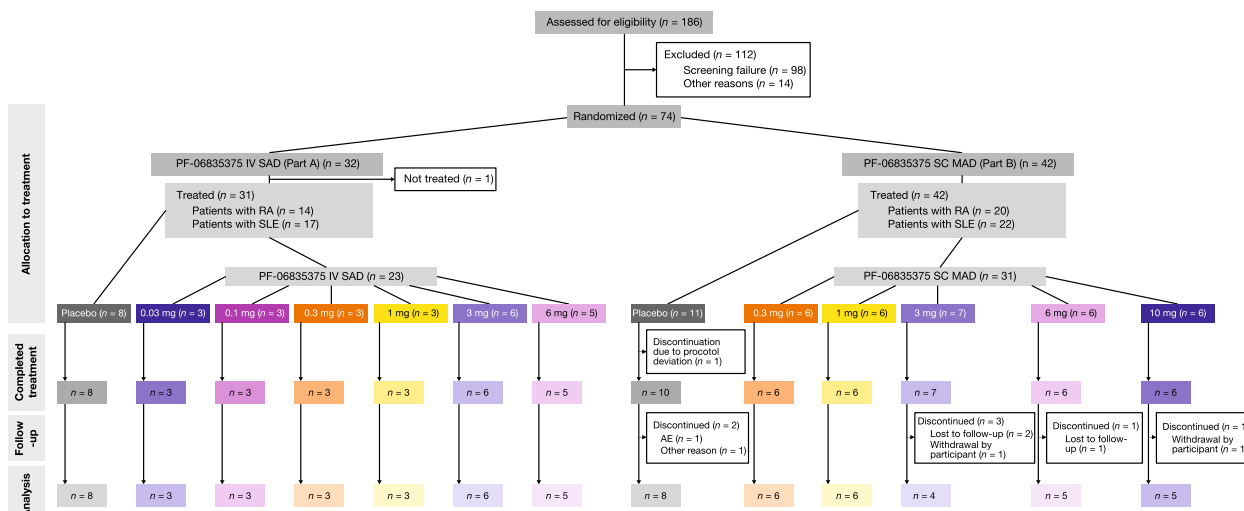 Assessed for eligibility (n = 186)
Excluded (n = 112)
Screening failure (n = 98)
Other reasons (n = 14)
Randomized (n = 74)
Allocation to treatment
PF-06835375 IV SAD (Part A) (n = 32)
PF-06835375 SC MAD (Part B) (n = 42)
Not treated (n = 1)
Treated (n = 31)
Patients with RA (n = 14)
Patients with SLE (n = 17)
Treated (n = 42)
Patients with RA (n = 20)
Patients with SLE (n = 22)
PF-06835375 IV SAD (n = 23)
PF-06835375 SC MAD (n = 31)
Placebo (n = 8)
0.03 mg (n = 3)
0.1 mg (n = 3)
0.3 mg (n = 3)
1 mg (n = 3)
3 mg (n = 6)
6 mg (n = 5)
Placebo (n = 11)
0.3 mg (n = 6)
1 mg (n = 6)
3 mg (n = 7)
6 mg (n = 6)
10 mg (n = 6)
Discontinuation
due to procotol
deviation (n = 1)
Completed
treatment
n = 8
n = 3
n = 3
n = 3
n = 3
n = 6
n = 5
n = 10
n = 6
n = 6
n = 7
n = 6
n = 6
Follow
-up
Discontinued (n = 2)
AE (n = 1)
Other reason (n = 1)
Discontinued (n = 3)
Lost to follow-up (n = 2)
Withdrawal by
participant (n = 1)
Discontinued (n = 1)
Lost to follow-
up (n = 1)
Discontinued (n = 1
Withdrawal by
participant (n = 1
Analysis
n = 8
n = 3
n = 3
n = 3
n = 3
n = 6
n = 5
n = 8
n = 6
n = 6
n = 4
n = 5
n = 5